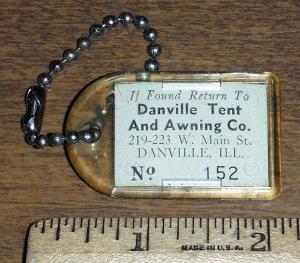 If Found Return To
Danville Tent
And Awning Co.
219-223 W. Main St.
DANVILLE, ILL.
No 152
1 2
MADE IN U.S.A.